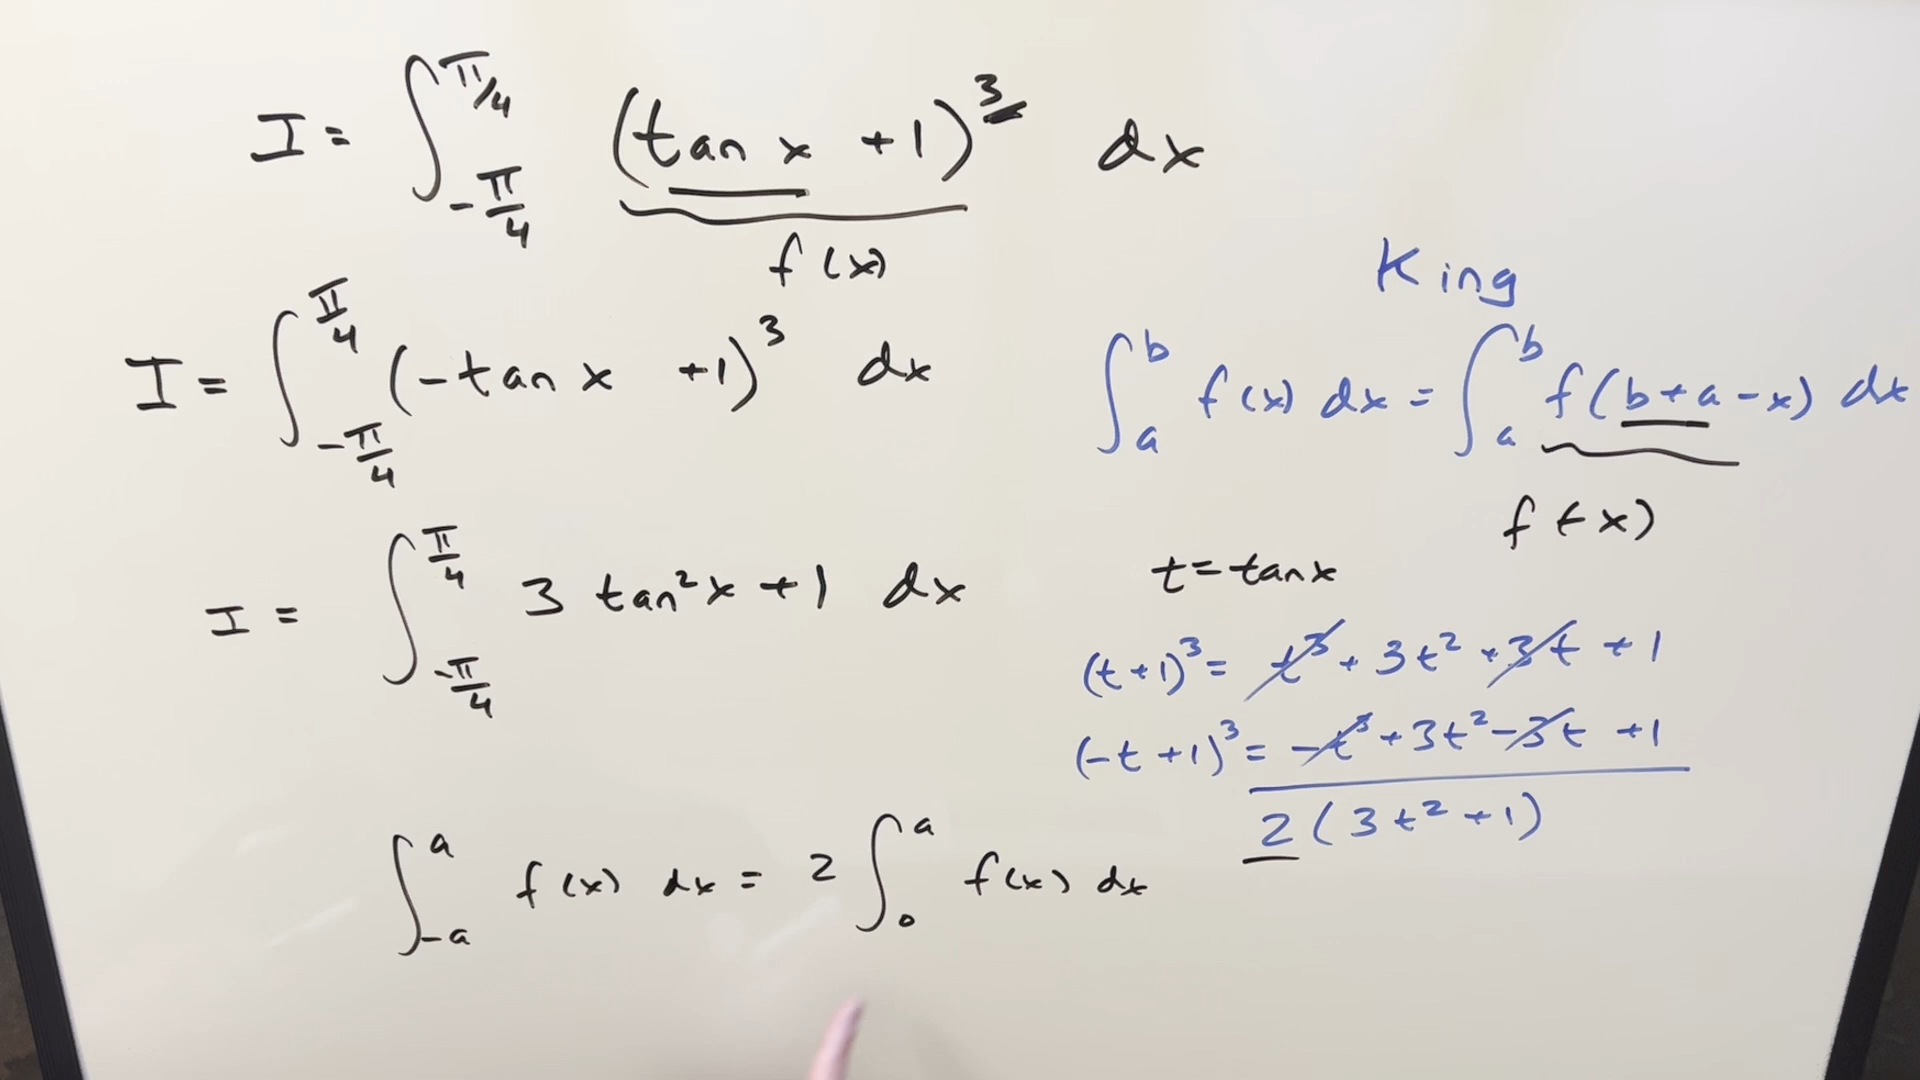 I = ∫_{-π/4}^{π/4} (tan x + 1)^3 dx
f(x)
King
I = ∫_{-π/4}^{π/4} (-tan x + 1)^3 dx
∫_a^b f(x) dx = ∫_a^b f(b+a-x) dx
f(-x)
I = ∫_{-π/4}^{π/4} 3 tan^2 x + 1 dx
t = tan x
(t+1)^3 = t^3 + 3t^2 + 3t + 1
(-t+1)^3 = -t^3 + 3t^2 - 3t + 1
2(3t^2 + 1)
∫_{-a}^{a} f(x) dx = 2 ∫_0^a f(x) dx